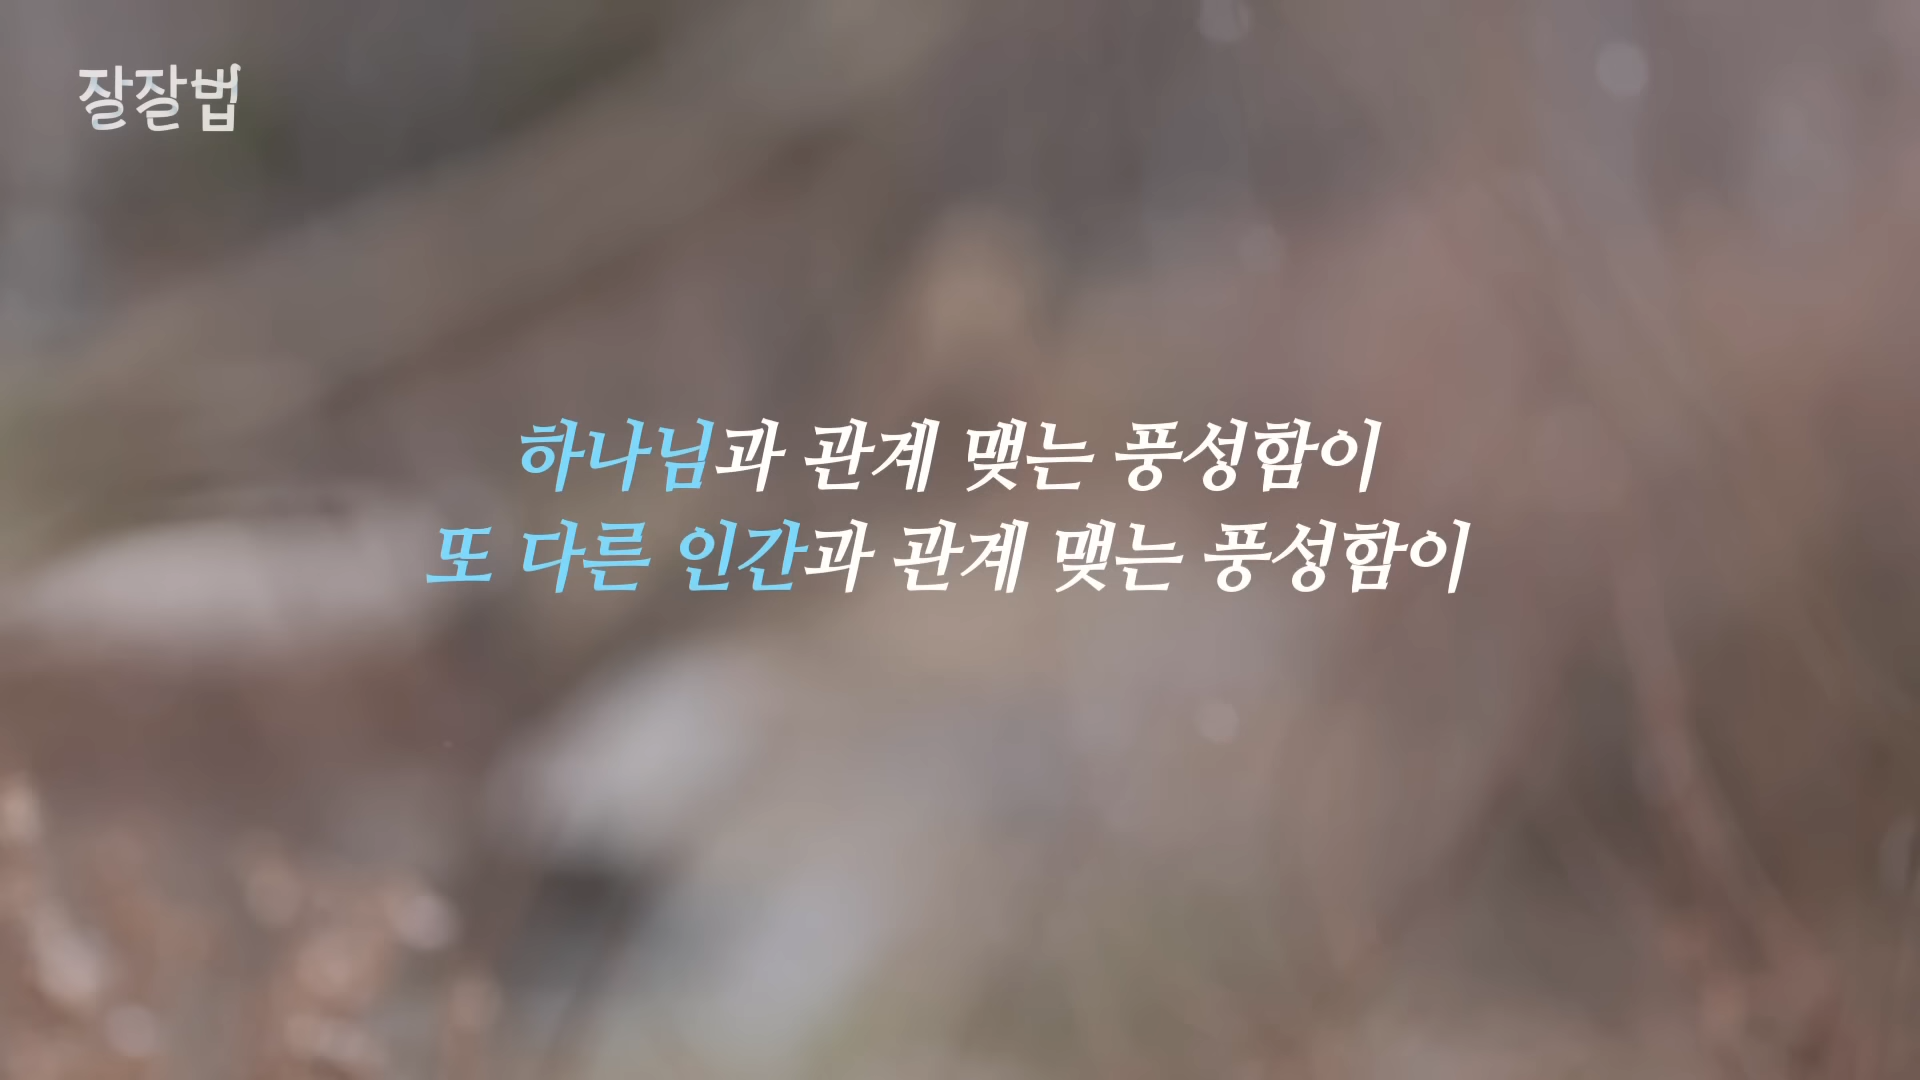 잘잘법
하나님과 관계 맺는 풍성함이
또 다른 인간과 관계 맺는 풍성함이